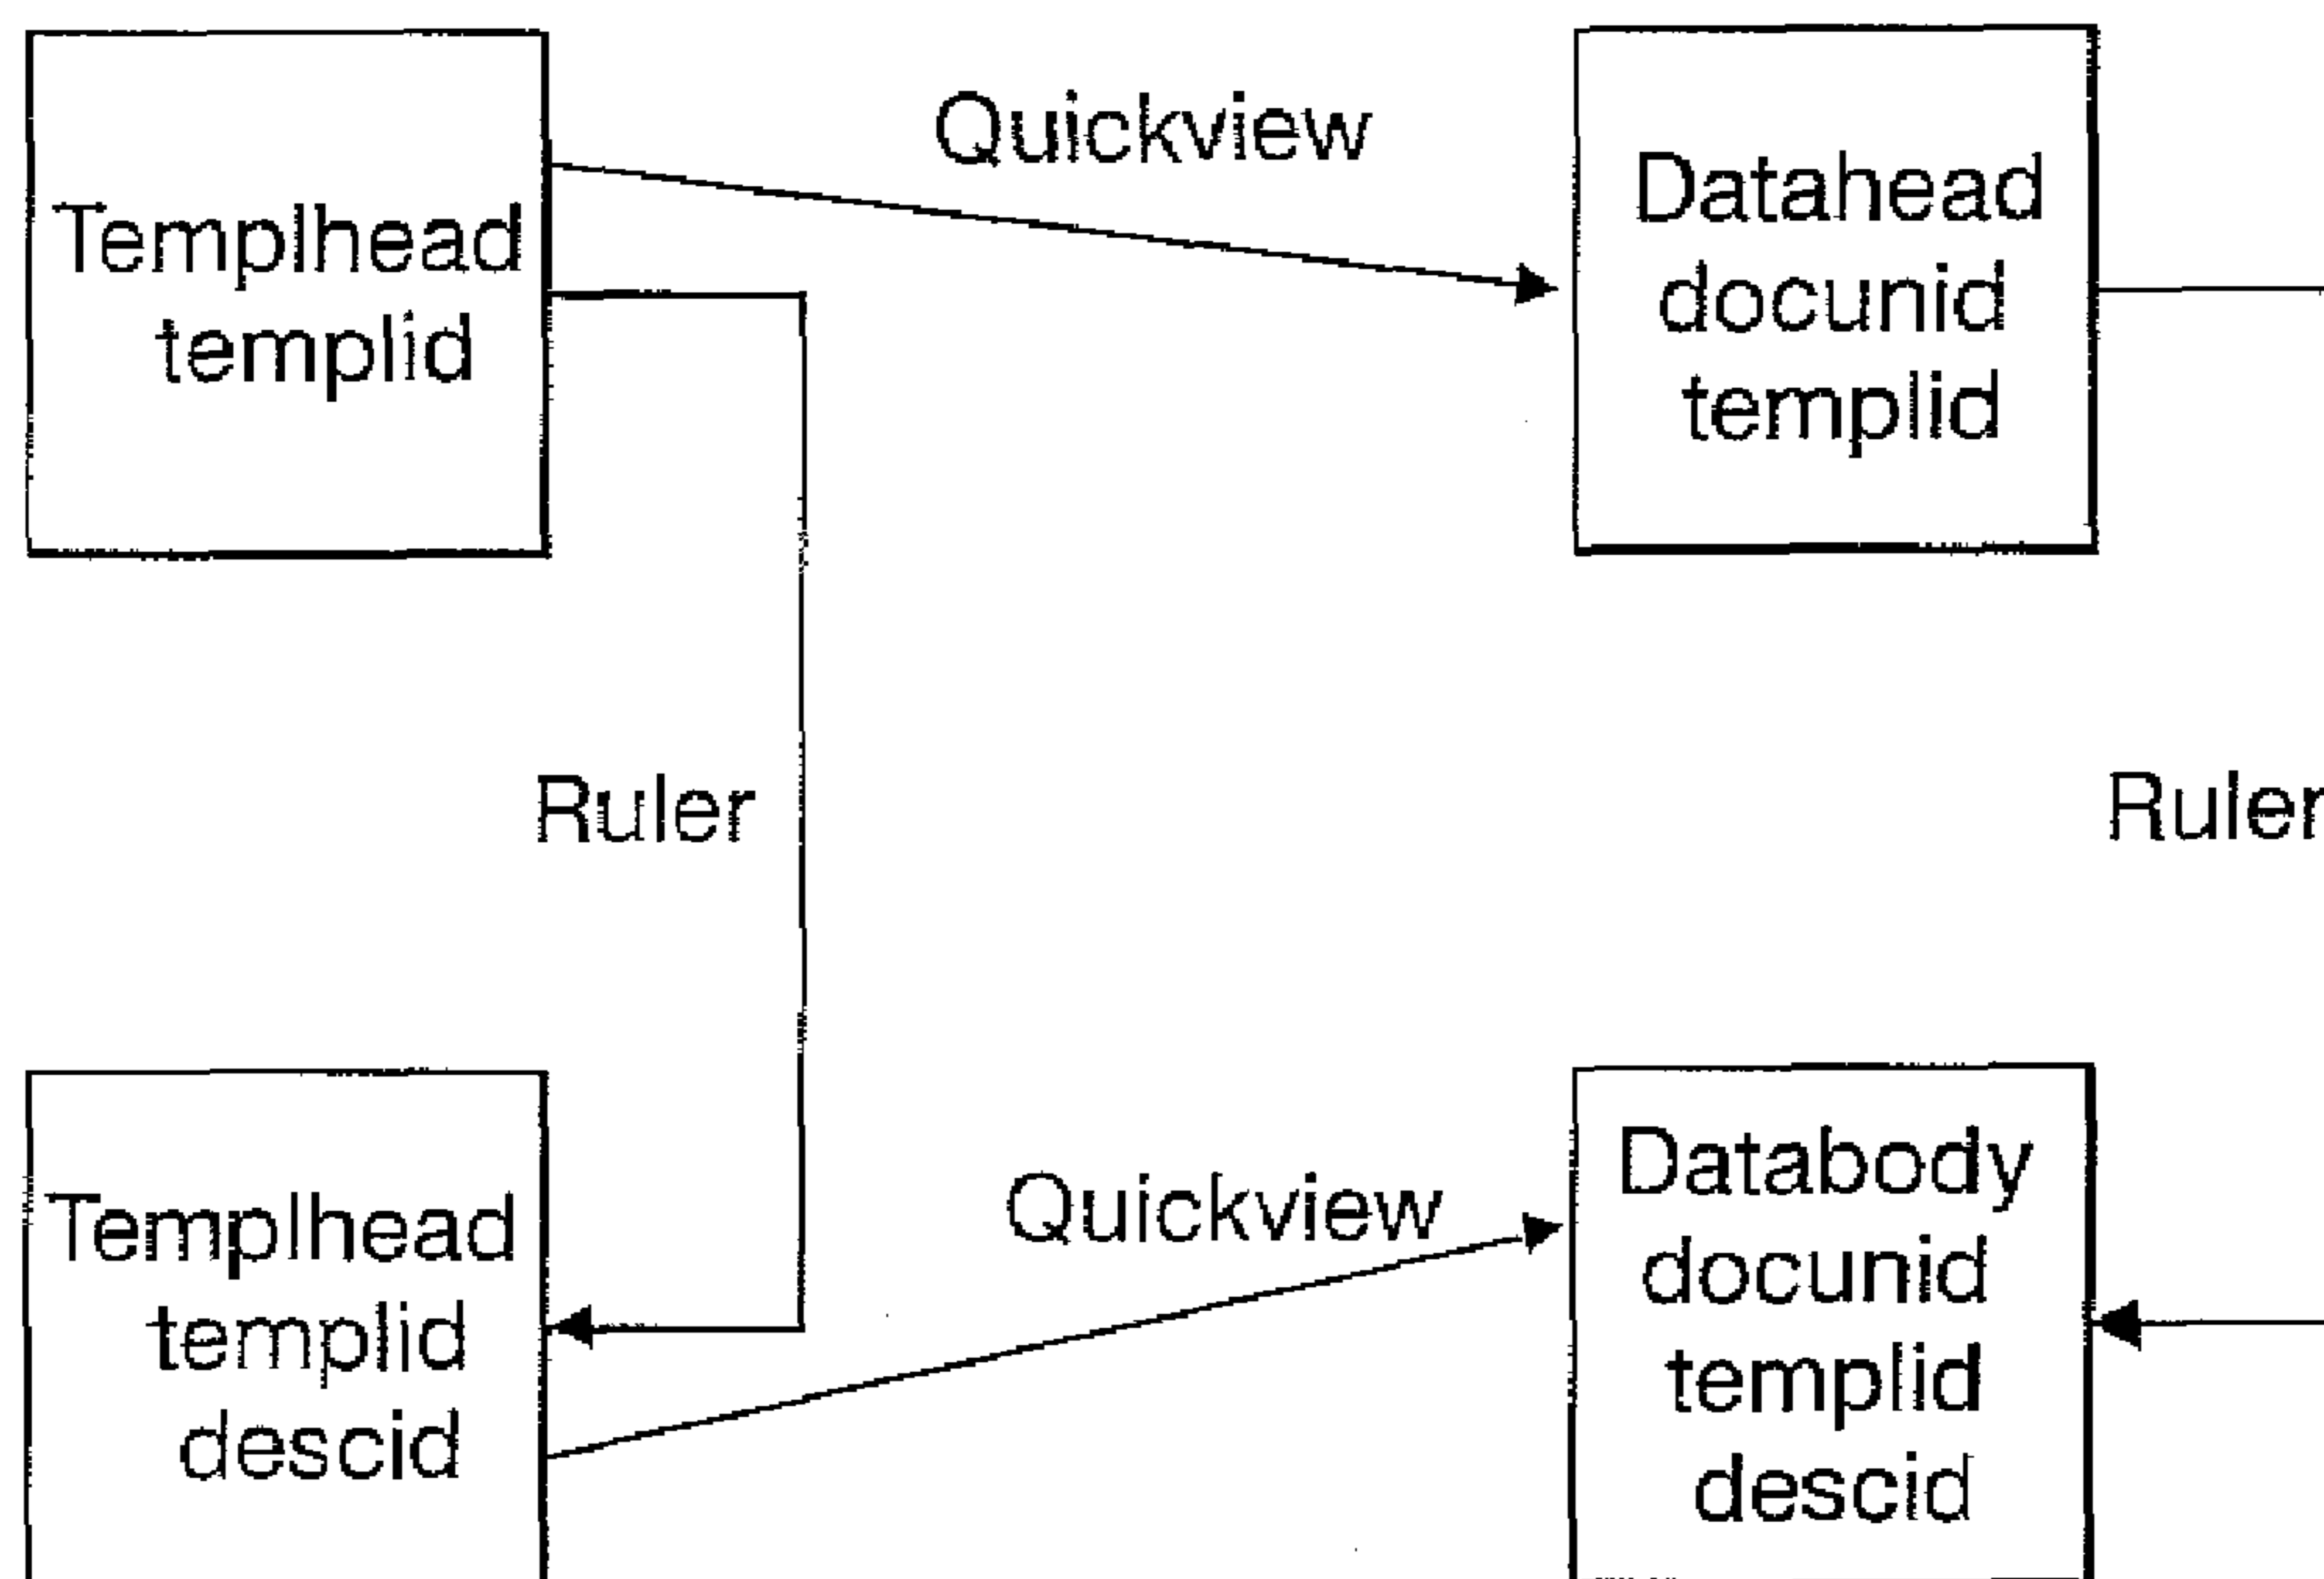 Quickview
Templhead
templid
Datahead
docunid
templid
Ruler
Ruler
Templhead
templid
descid
Quickview
Databody
docunid
templid
descid